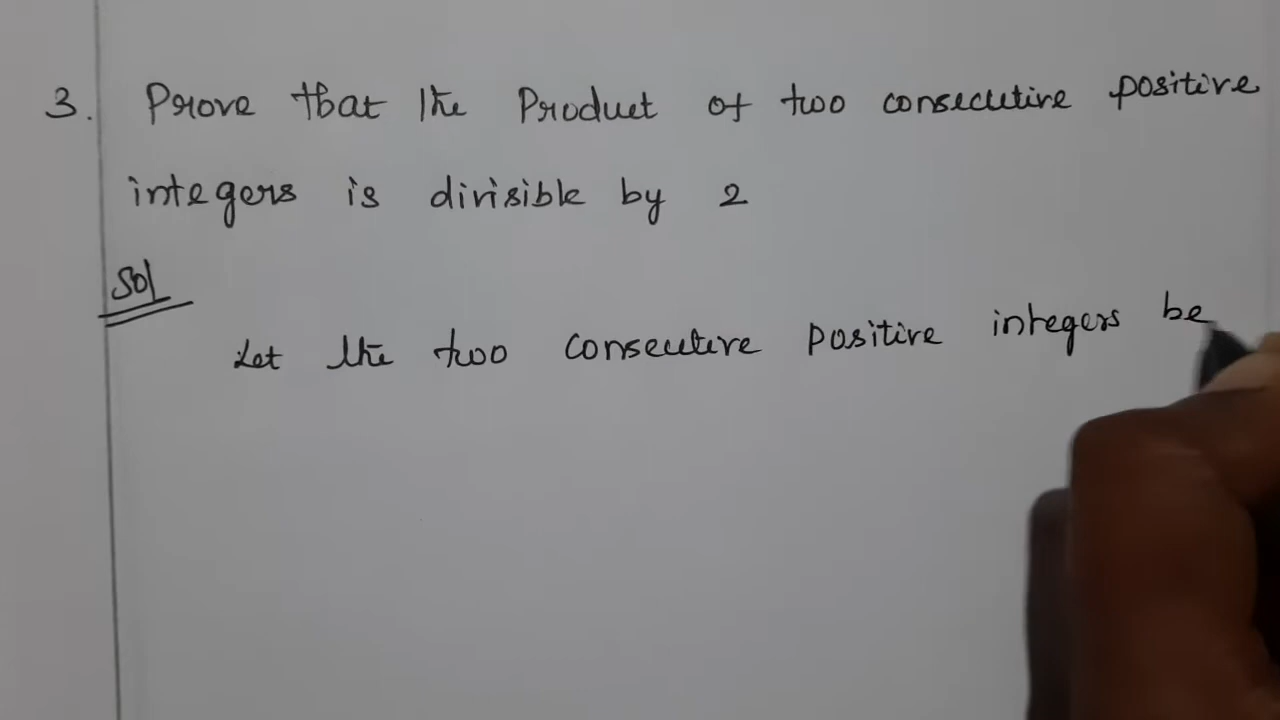 3. Prove that the Product of two consecutive positive
integers is divisible by 2
Sol
Let the two consecutive positive integers be